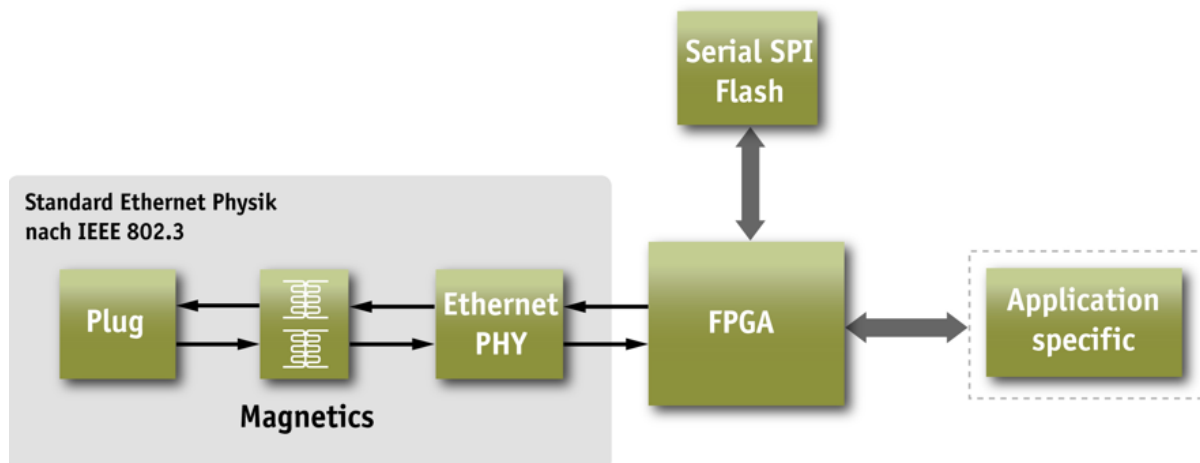 Serial SPI
Flash
Standard Ethernet Physik
nach IEEE 802.3
Plug
Magnetics
Ethernet
PHY
FPGA
Application
specific